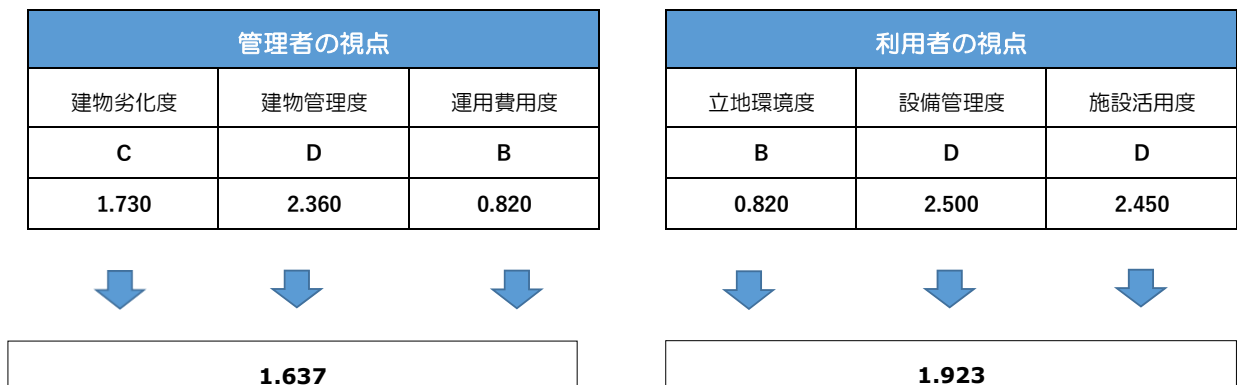 管理者の視点
建物劣化度 建物管理度 運用費用度
C D B
1.730 2.360 0.820
1.637
利用者の視点
立地環境度 設備管理度 施設活用度
B D D
0.820 2.500 2.450
1.923